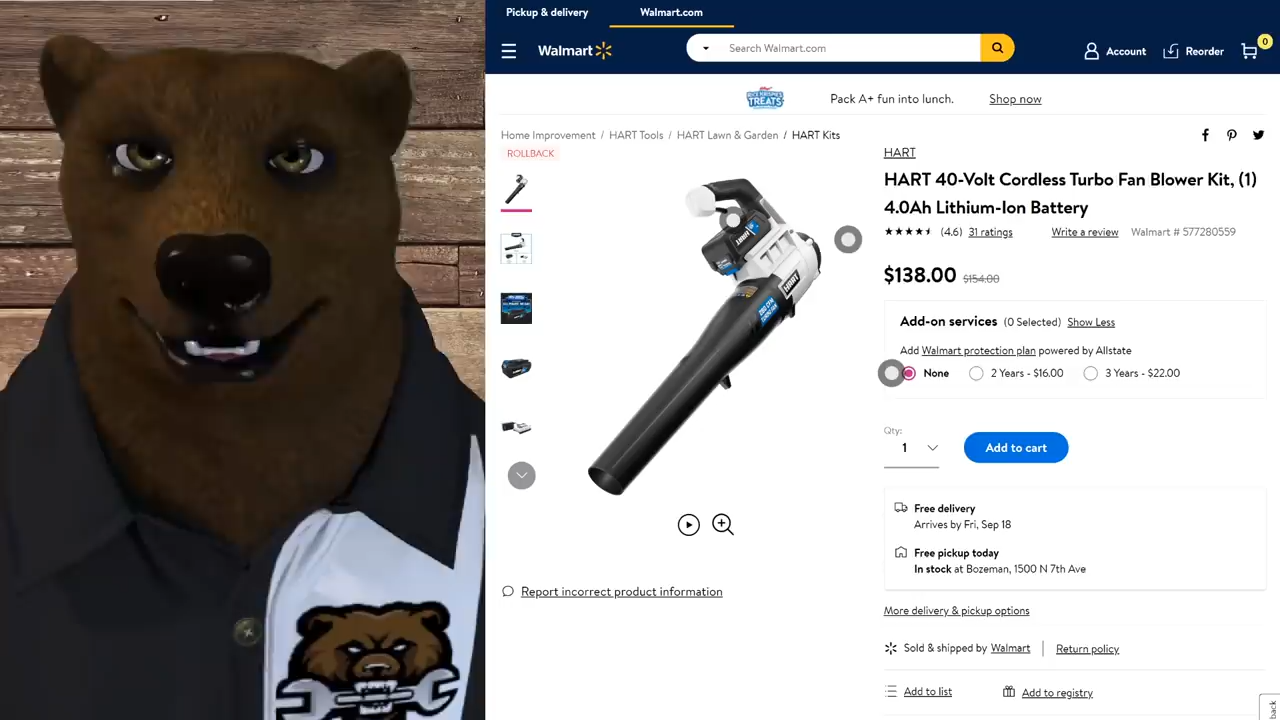 Pickup & delivery
Walmart.com
Walmart
Search Walmart.com
Account
Reorder
0
RICE KRISPIES TREATS
Pack A+ fun into lunch.
Shop now
Home Improvement / HART Tools / HART Lawn & Garden / HART Kits
ROLLBACK
HART
HART 40-Volt Cordless Turbo Fan Blower Kit, (1)
4.0Ah Lithium-Ion Battery
(4.6) 31 ratings
Write a review
Walmart # 577280559
$138.00 $154.00
Add-on services (0 Selected) Show Less
Add Walmart protection plan powered by Allstate
None
2 Years - $16.00
3 Years - $22.00
Qty:
1
Add to cart
HART
HART
Free delivery
Arrives by Fri, Sep 18
Free pickup today
In stock at Bozeman, 1500 N 7th Ave
Report incorrect product information
More delivery & pickup options
Sold & shipped by Walmart
Return policy
Add to list
Add to registry
back